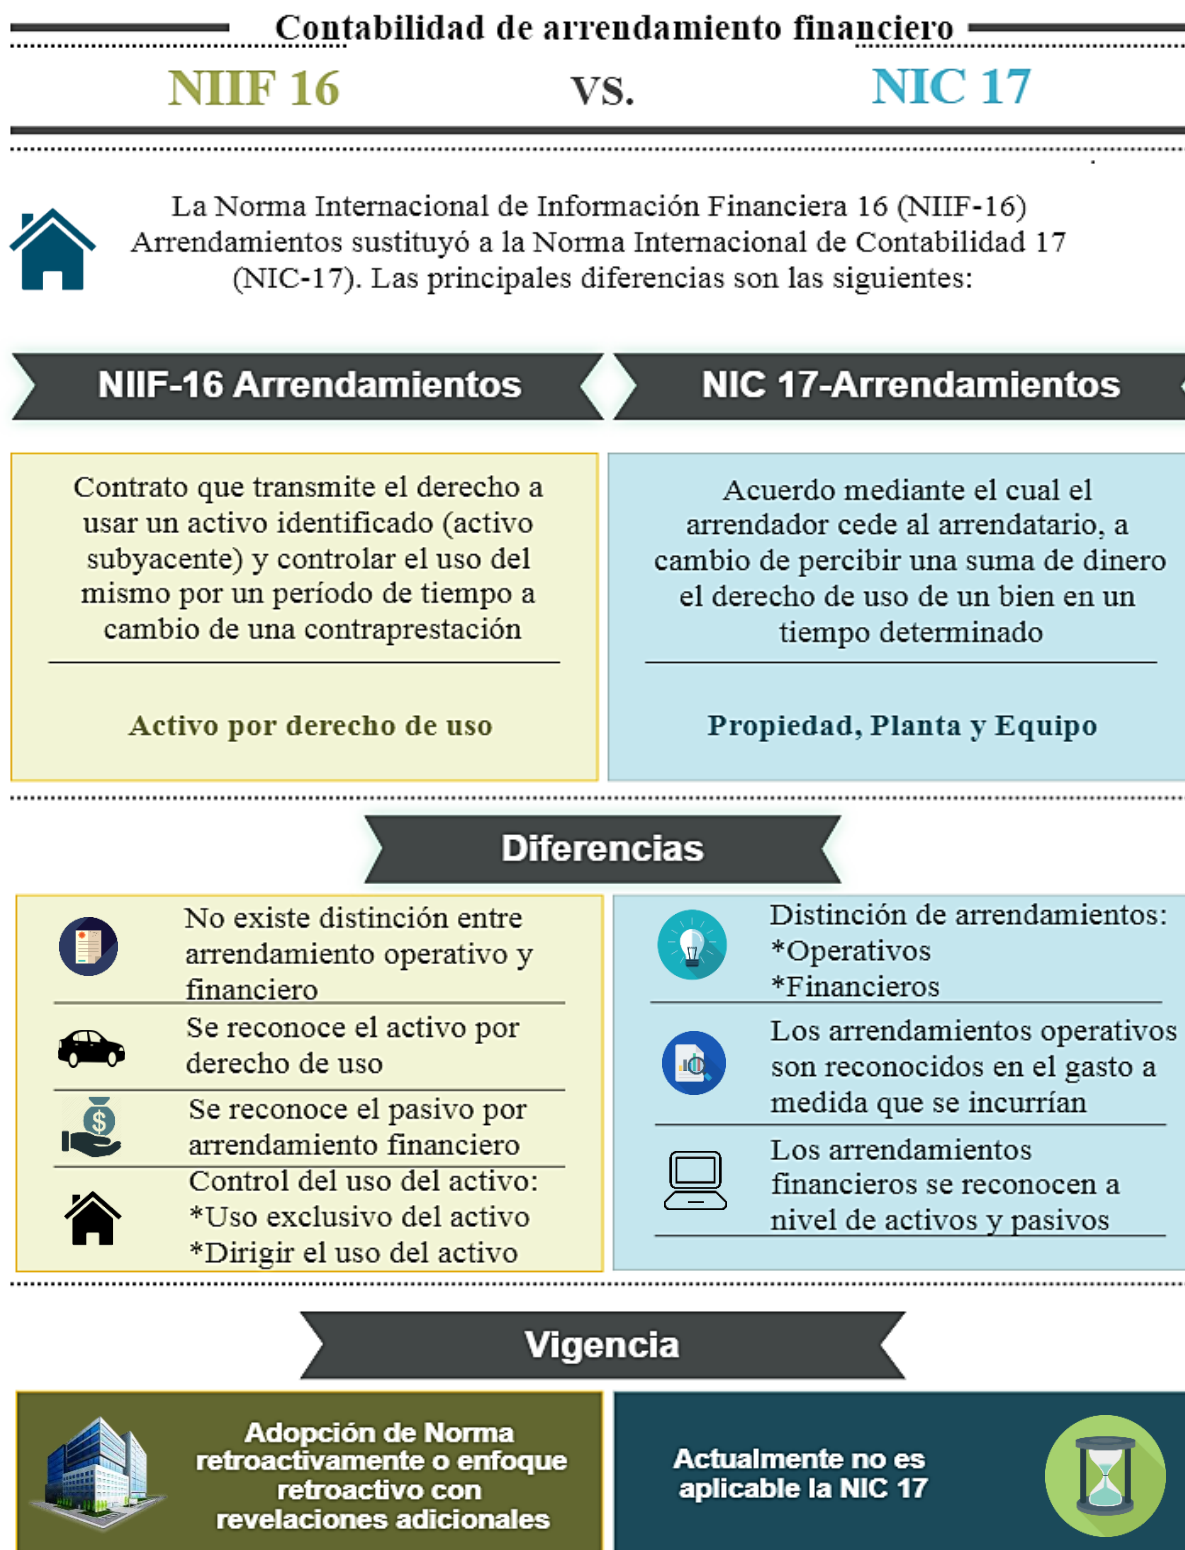 Contabilidad de arrendamiento financiero
NIIF 16 VS. NIC 17
La Norma Internacional de Información Financiera 16 (NIIF-16)
Arrendamientos sustituyó a la Norma Internacional de Contabilidad 17
(NIC-17). Las principales diferencias son las siguientes:
NIIF-16 Arrendamientos
Contrato que transmite el derecho a
usar un activo identificado (activo
subyacente) y controlar el uso del
mismo por un período de tiempo a
cambio de una contraprestación
Activo por derecho de uso
NIC 17-Arrendamientos
Acuerdo mediante el cual el
arrendador cede al arrendatario, a
cambio de percibir una suma de dinero
el derecho de uso de un bien en un
tiempo determinado
Propiedad, Planta y Equipo
Diferencias
No existe distinción entre
arrendamiento operativo y
financiero
Se reconoce el activo por
derecho de uso
Se reconoce el pasivo por
arrendamiento financiero
Control del uso del activo:
*Uso exclusivo del activo
*Dirigir el uso del activo
Distinción de arrendamientos:
*Operativos
*Financieros
Los arrendamientos operativos
son reconocidos en el gasto a
medida que se incurrían
Los arrendamientos
financieros se reconocen a
nivel de activos y pasivos
Vigencia
Adopción de Norma
retroactivamente o enfoque
retroactivo con
revelaciones adicionales
Actualmente no es
aplicable la NIC 17